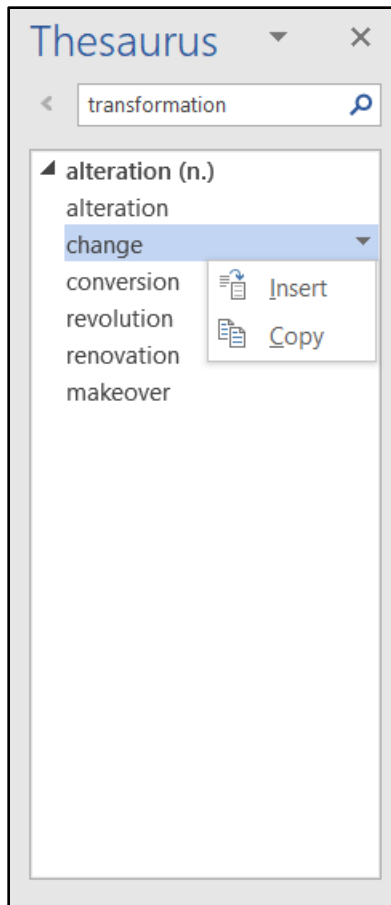 Thesaurus
transformation
alteration (n.)
alteration
change
conversion
Insert
revolution
Copy
renovation
makeover